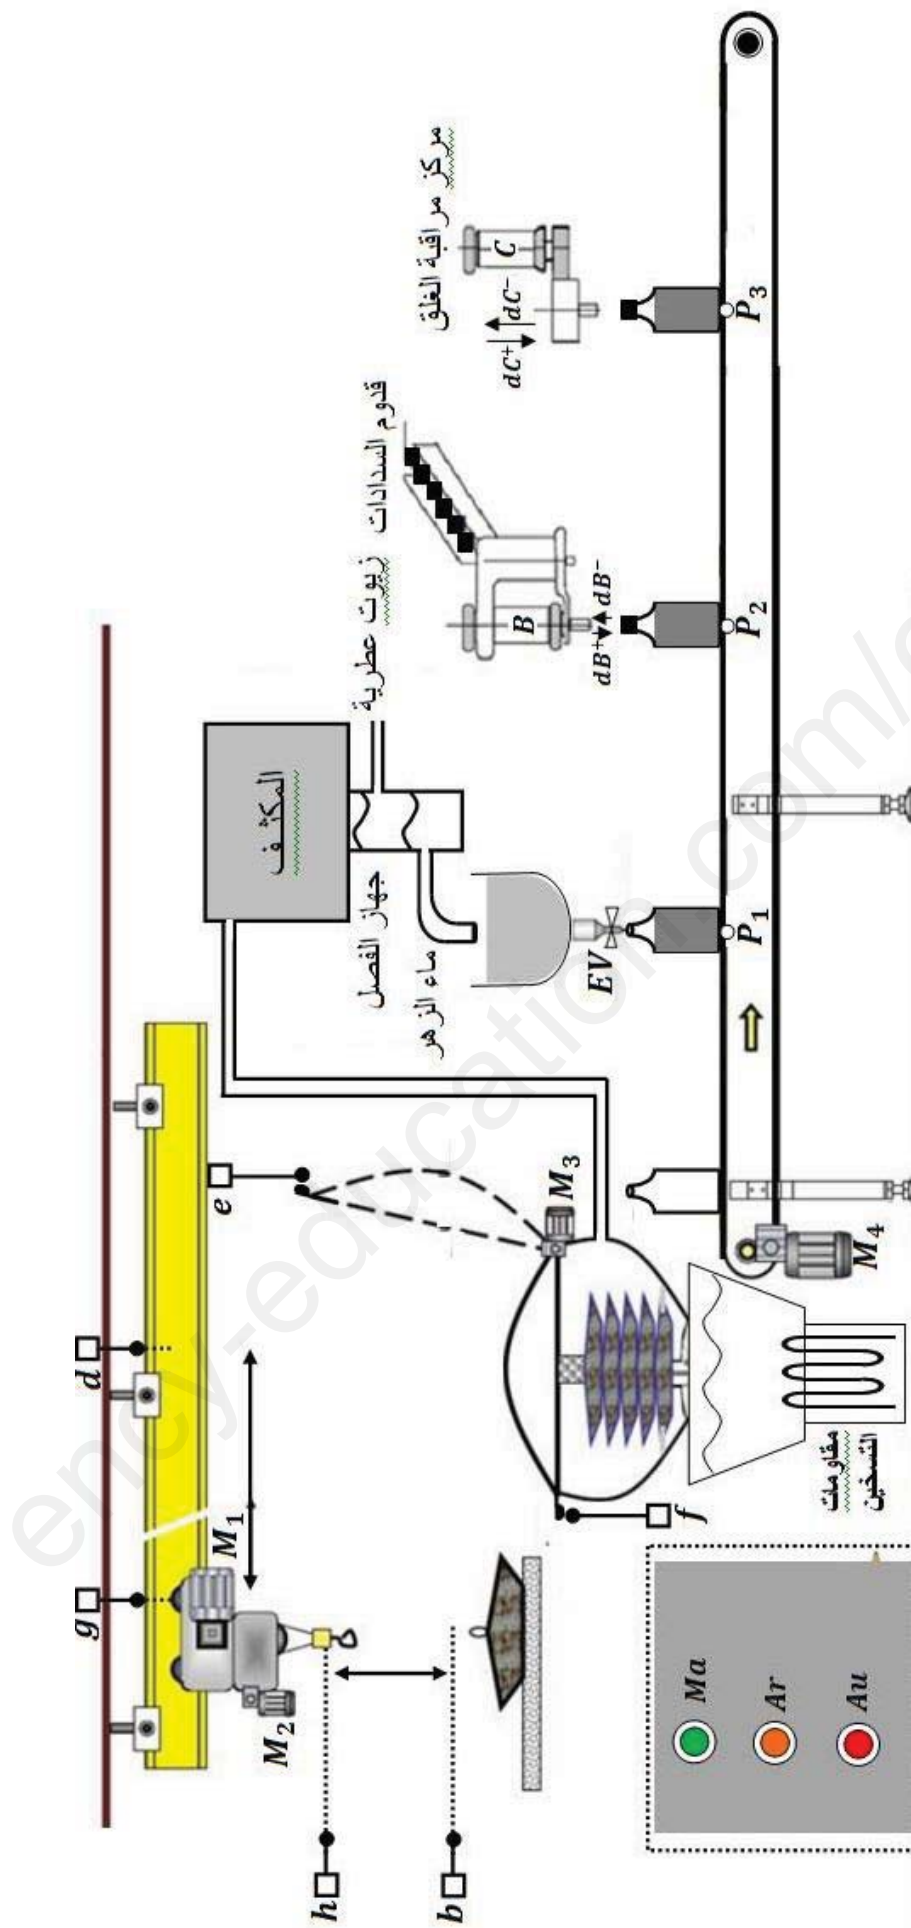 g
d
e
h
b
f
M₁
M₂
M₃
M₄
المكثف
زيوت عطرية
قدوم السدادات
مركز مراقبة الغلق
جهاز الفصل
ماء الزهر
EV
B
dB⁺
dB⁻
C
dC⁺
dC⁻
P₁
P₂
P₃
مقاومات
التسخين
Ma
Ar
Au
ency-education.com/